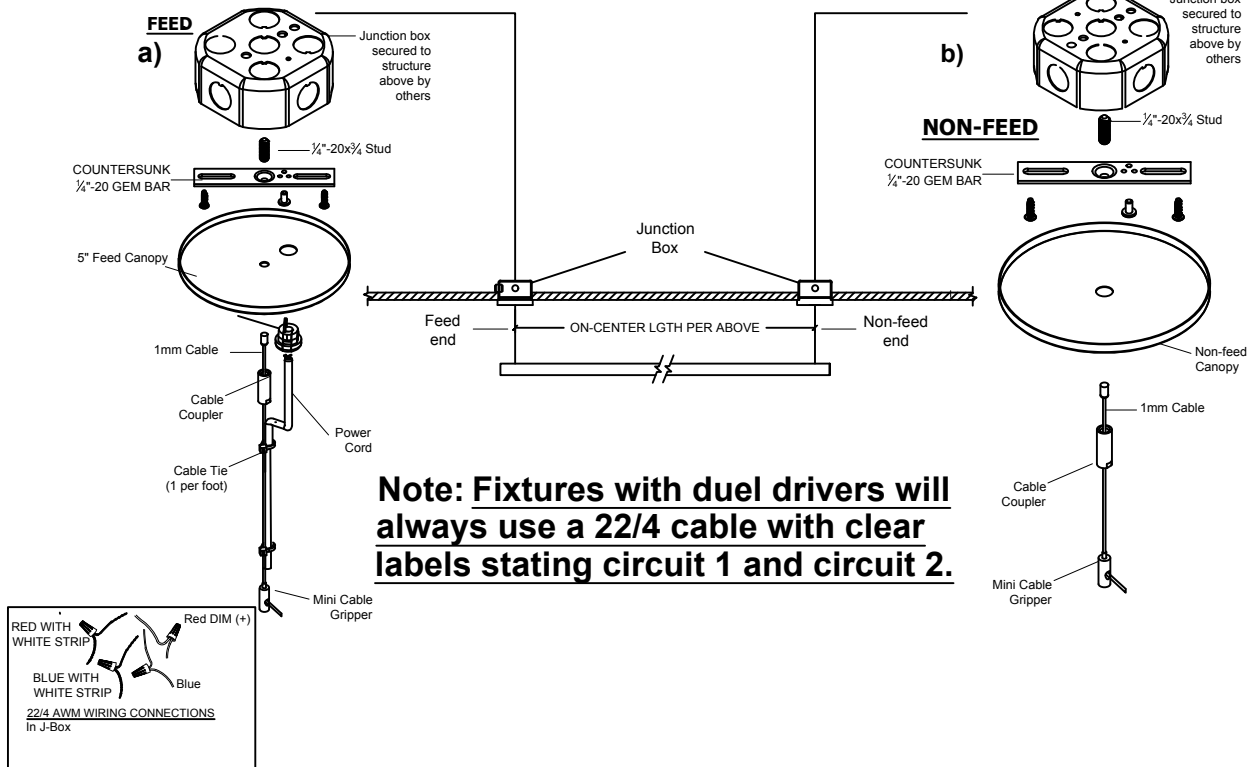 FEED
a)
Junction box
secured to
structure
above by
others
¼"-20x¾ Stud
COUNTERSUNK
¼"-20 GEM BAR
5" Feed Canopy
1mm Cable
Cable
Coupler
Power
Cord
Cable Tie
(1 per foot)
Mini Cable
Gripper
RED WITH
WHITE STRIP
Red DIM (+)
BLUE WITH
WHITE STRIP
Blue
22/4 AWM WIRING CONNECTIONS
In J-Box
Junction
Box
Feed
end
ON-CENTER LGTH PER ABOVE
Non-feed
end
Note: Fixtures with duel drivers will
always use a 22/4 cable with clear
labels stating circuit 1 and circuit 2.
b)
Junction box
secured to
structure
above by
others
NON-FEED
¼"-20x¾ Stud
COUNTERSUNK
¼"-20 GEM BAR
Non-feed
Canopy
1mm Cable
Cable
Coupler
Mini Cable
Gripper